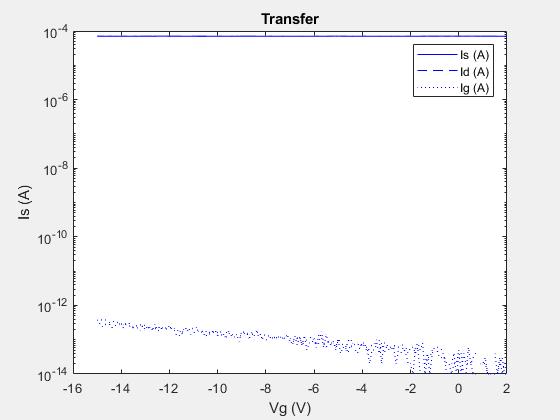 Transfer
10^-4
Is (A)
Id (A)
Ig (A)
10^-6
10^-8
10^-10
10^-12
10^-14
Is (A)
-16 -14 -12 -10 -8 -6 -4 -2 0 2
Vg (V)